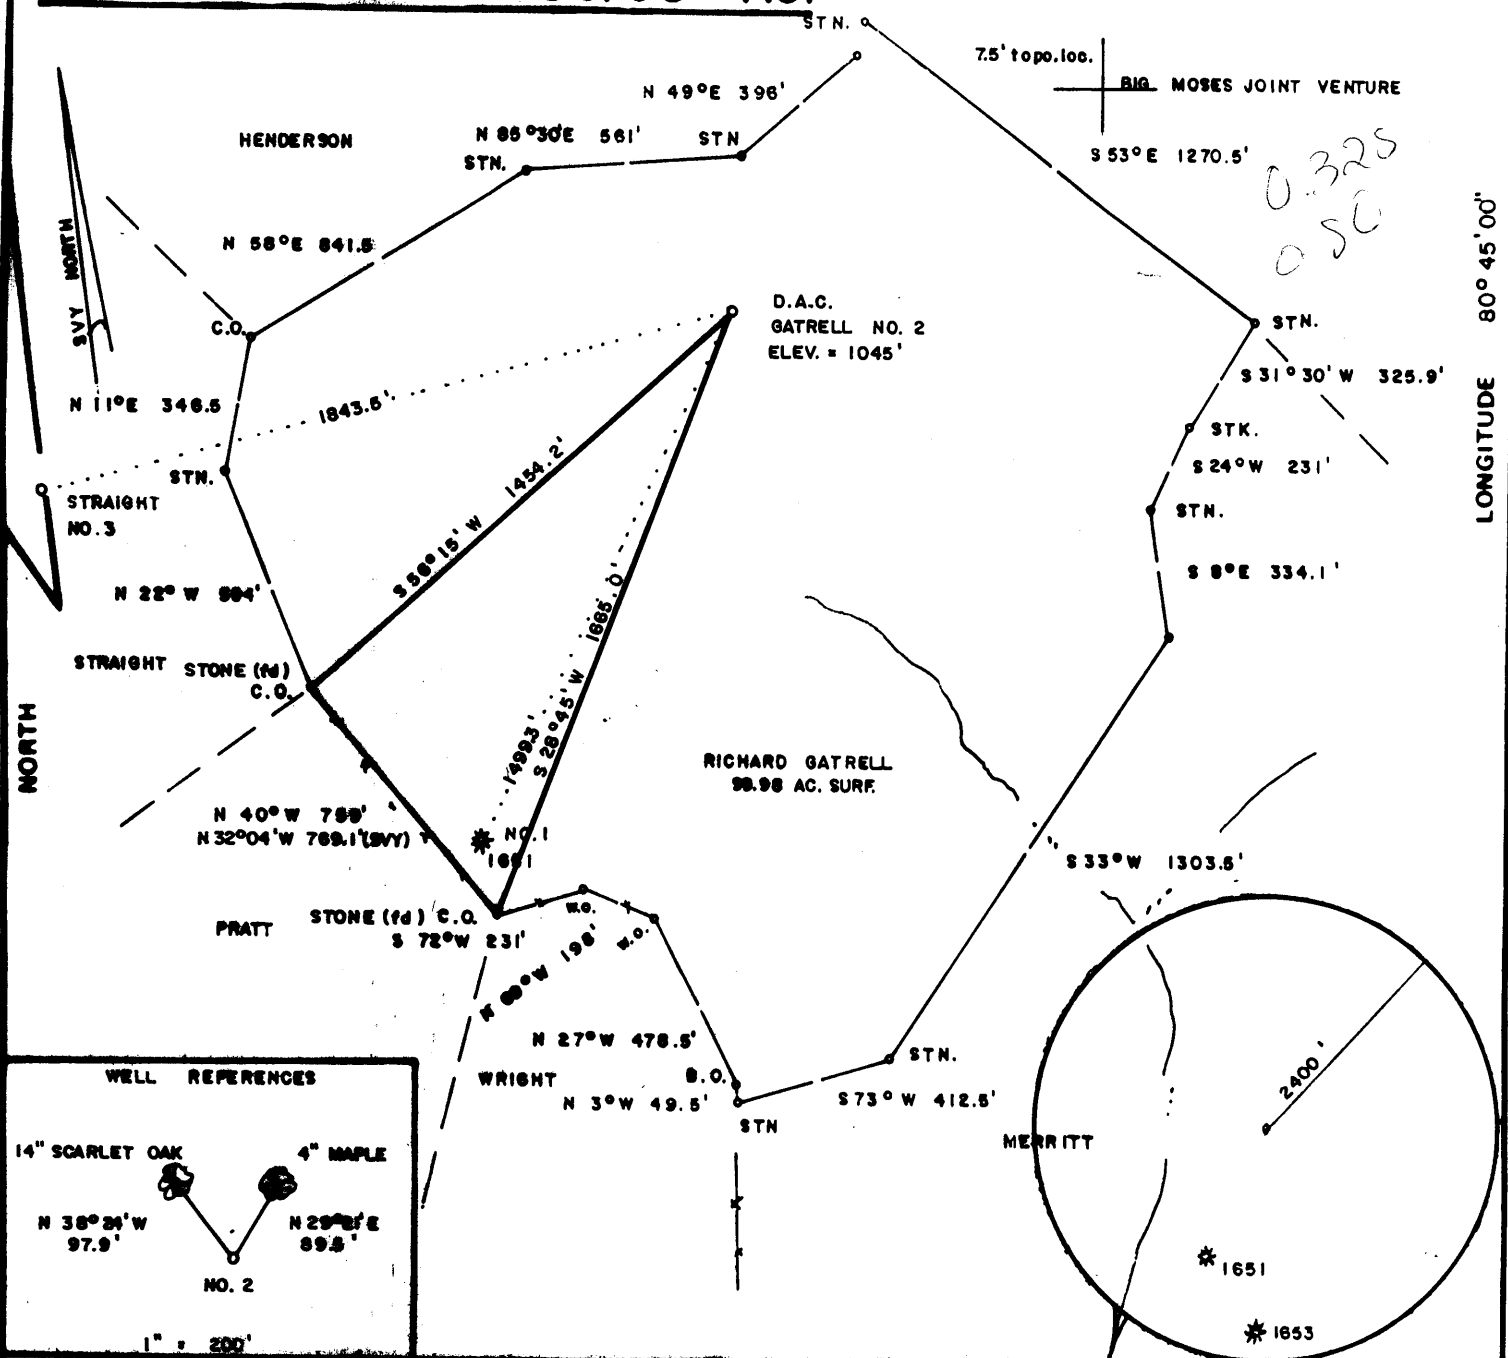 STN.
7.5' topo.loc.
BIG MOSES JOINT VENTURE
N 49°E 396'
HENDERSON
N 85°30'E 561'
STN
STN.
S 53°E 1270.5'
0.325
0.50
SVY NORTH
N 58°E 841.5
LONGITUDE 80° 45' 00"
C.O.
D.A.C.
GATRELL NO. 2
ELEV. = 1045'
STN.
S 31°30' W 325.9'
N 11°E 346.5
1843.5'
STK.
S 24°W 231'
STN.
STRAIGHT
NO. 3
1454.2'
STN.
S 56°15' W
S 8°E 334.1'
N 22° W
1665.0'
STRAIGHT
STONE (fd)
C.O.
NORTH
1499.3'
S 28°45' W
RICHARD GATRELL
AC. SURF.
N 40°W
N 32°04'W 769.1'(SVY)
NO. 1
S 33°W 1303.5'
PRATT
STONE (fd) C.O.
S 72°W 231'
W.O.
W.O.
W 198'
N 27°W 478.5'
STN.
WELL REFERENCES
WRIGHT
N 3°W 49.5'
S 73° W 412.5'
2400'
STN
MERRITT
14" SCARLET OAK
4" MAPLE
N 38°24'W
97.9'
NO. 2
1651
1" = 200'
1653